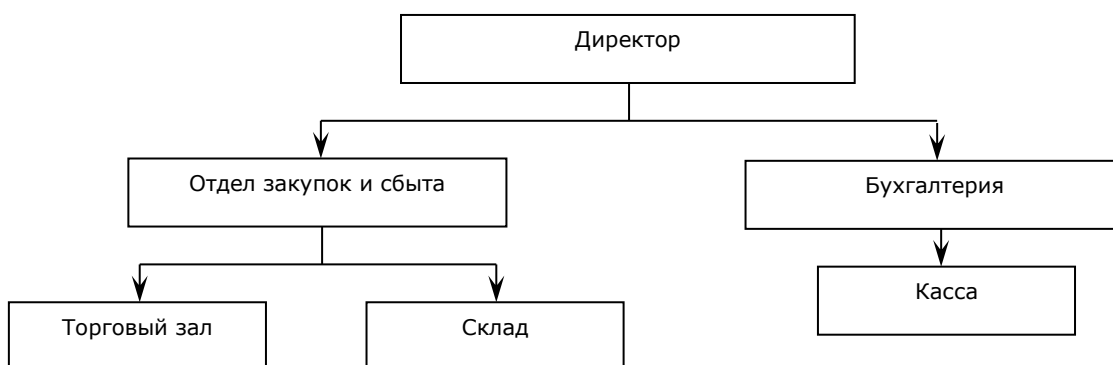 Директор
Отдел закупок и сбыта
Бухгалтерия
Касса
Торговый зал
Склад